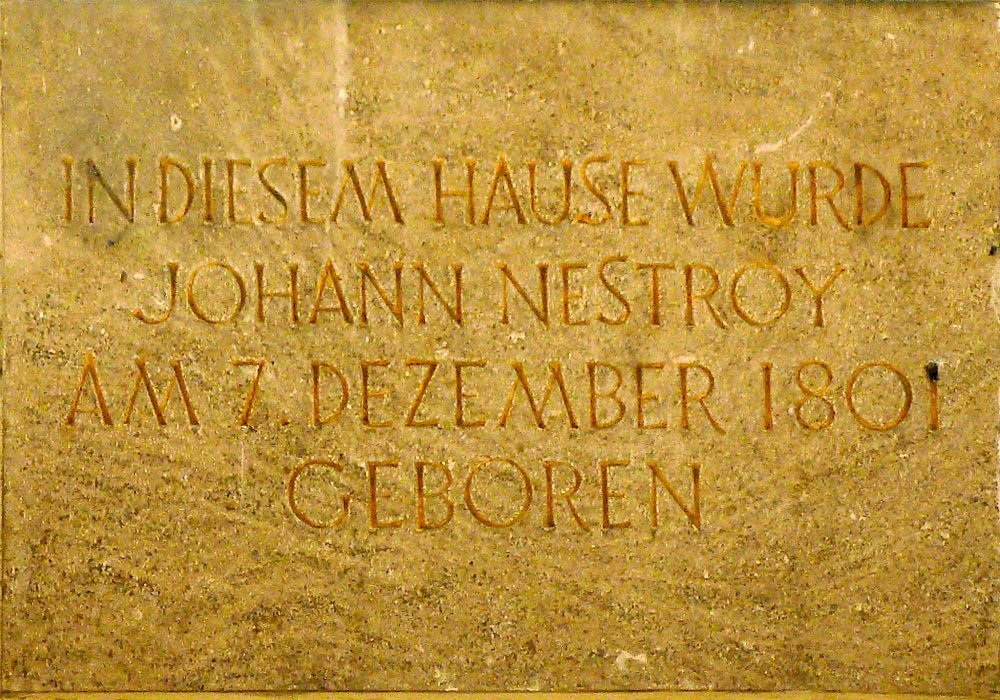 IN DIESEM HAUSE WURDE
JOHANN NESTROY
AM 7. DEZEMBER 1801
GEBOREN